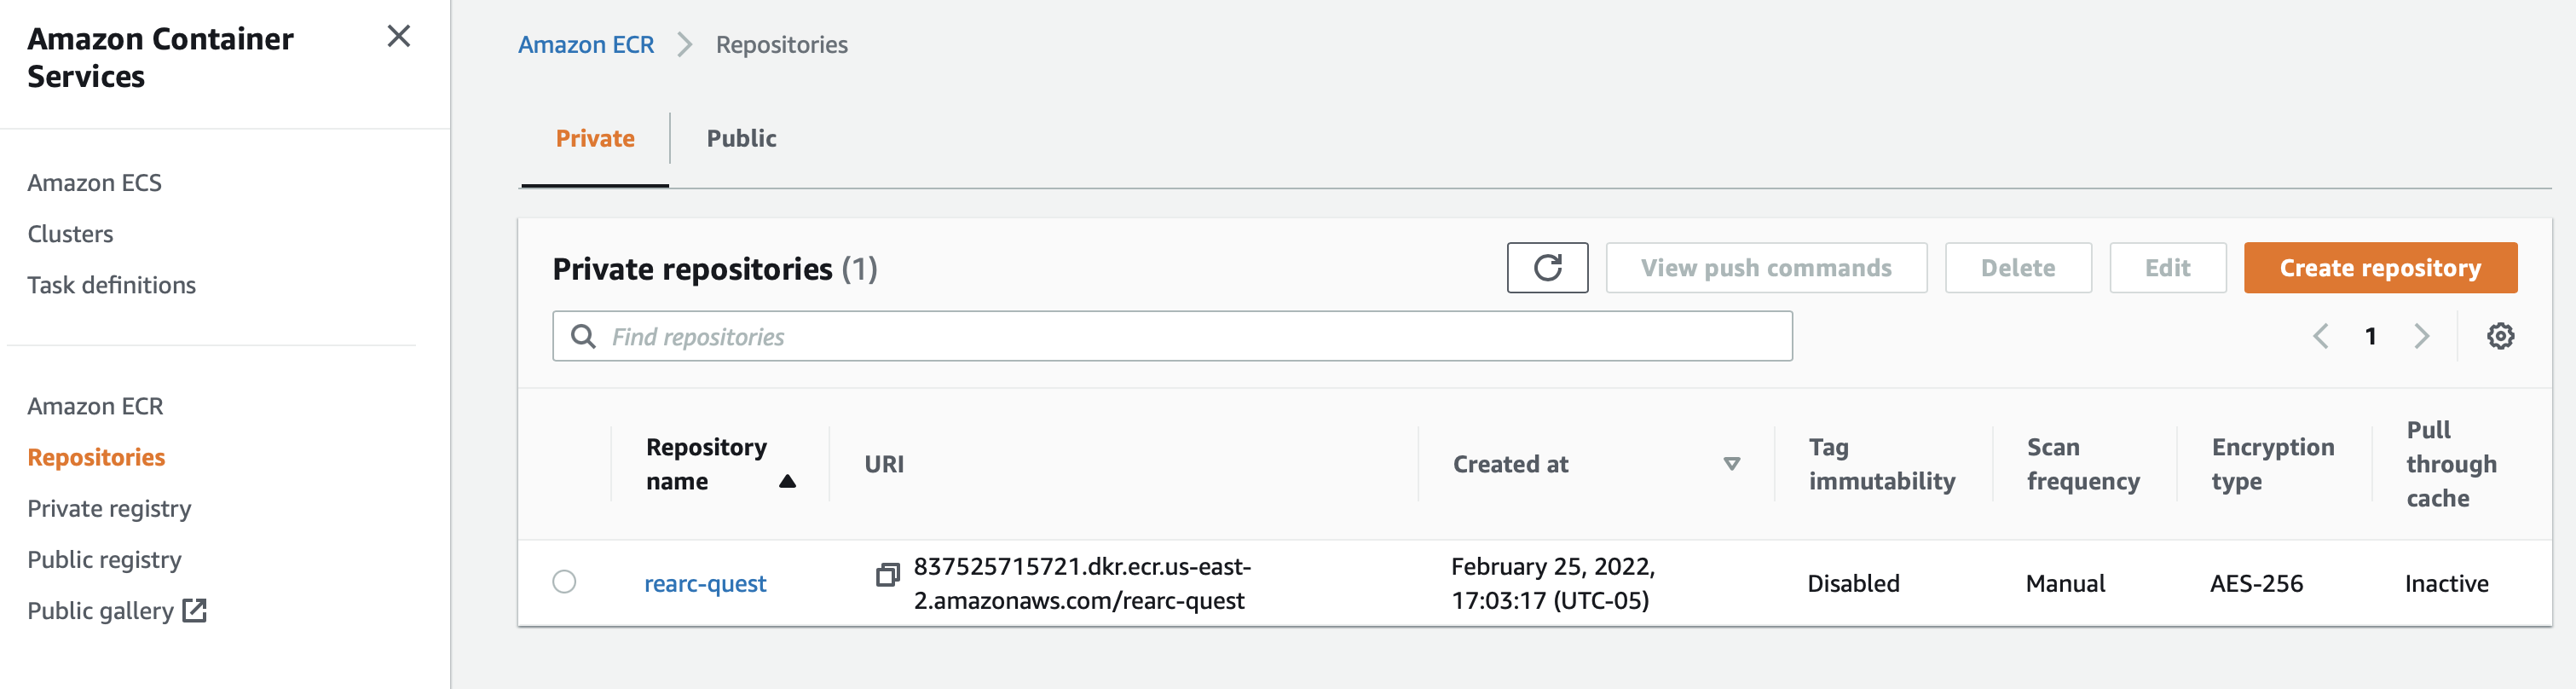 Amazon Container
Services
Amazon ECS
Clusters
Task definitions
Amazon ECR
Repositories
Private registry
Public registry
Public gallery
Amazon ECR
Repositories
Private
Public
Private repositories (1)
View push commands
Delete
Edit
Create repository
Find repositories
1
Repository
name
URI
Created at
Tag
immutability
Scan
frequency
Encryption
type
Pull
through
cache
rearc-quest
837525715721.dkr.ecr.us-east-
2.amazonaws.com/rearc-quest
February 25, 2022,
17:03:17 (UTC-05)
Disabled
Manual
AES-256
Inactive